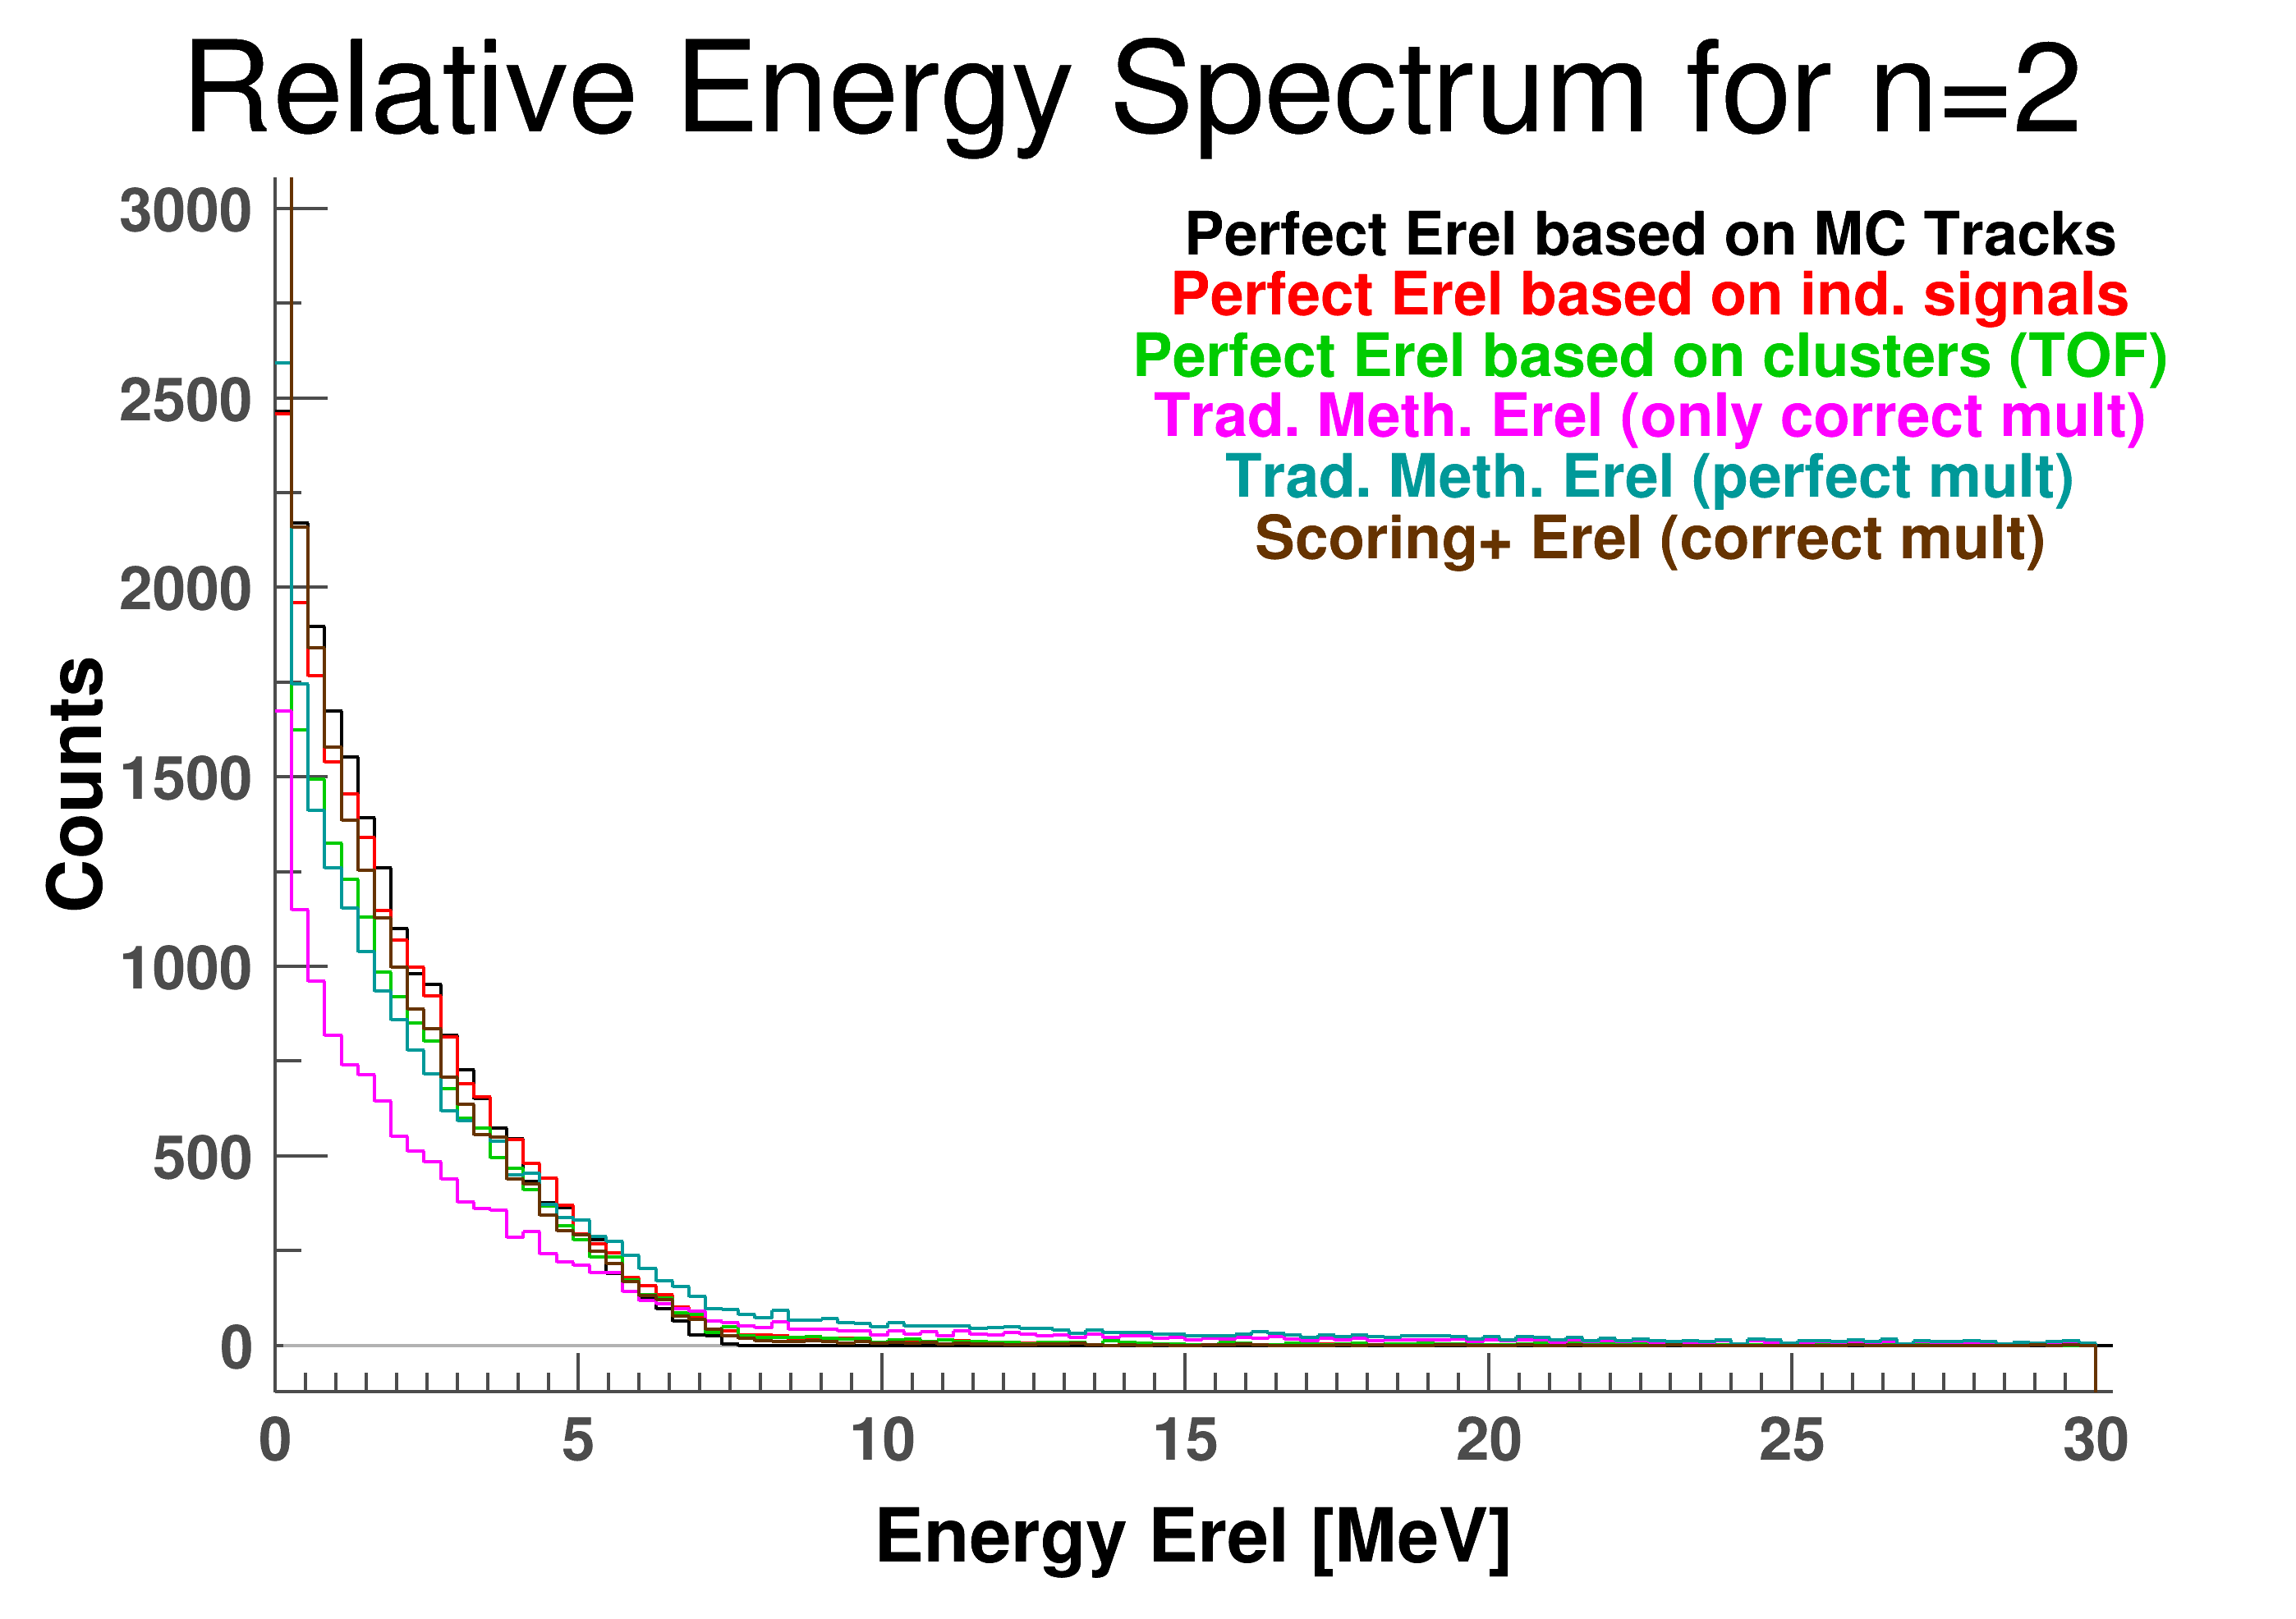 Relative Energy Spectrum for n=2
Perfect Erel based on MC Tracks
Perfect Erel based on ind. signals
Perfect Erel based on clusters (TOF)
Trad. Meth. Erel (only correct mult)
Trad. Meth. Erel (perfect mult)
Scoring+ Erel (correct mult)
Counts
3000
2500
2000
1500
1000
500
0
0 5 10 15 20 25 30
Energy Erel [MeV]